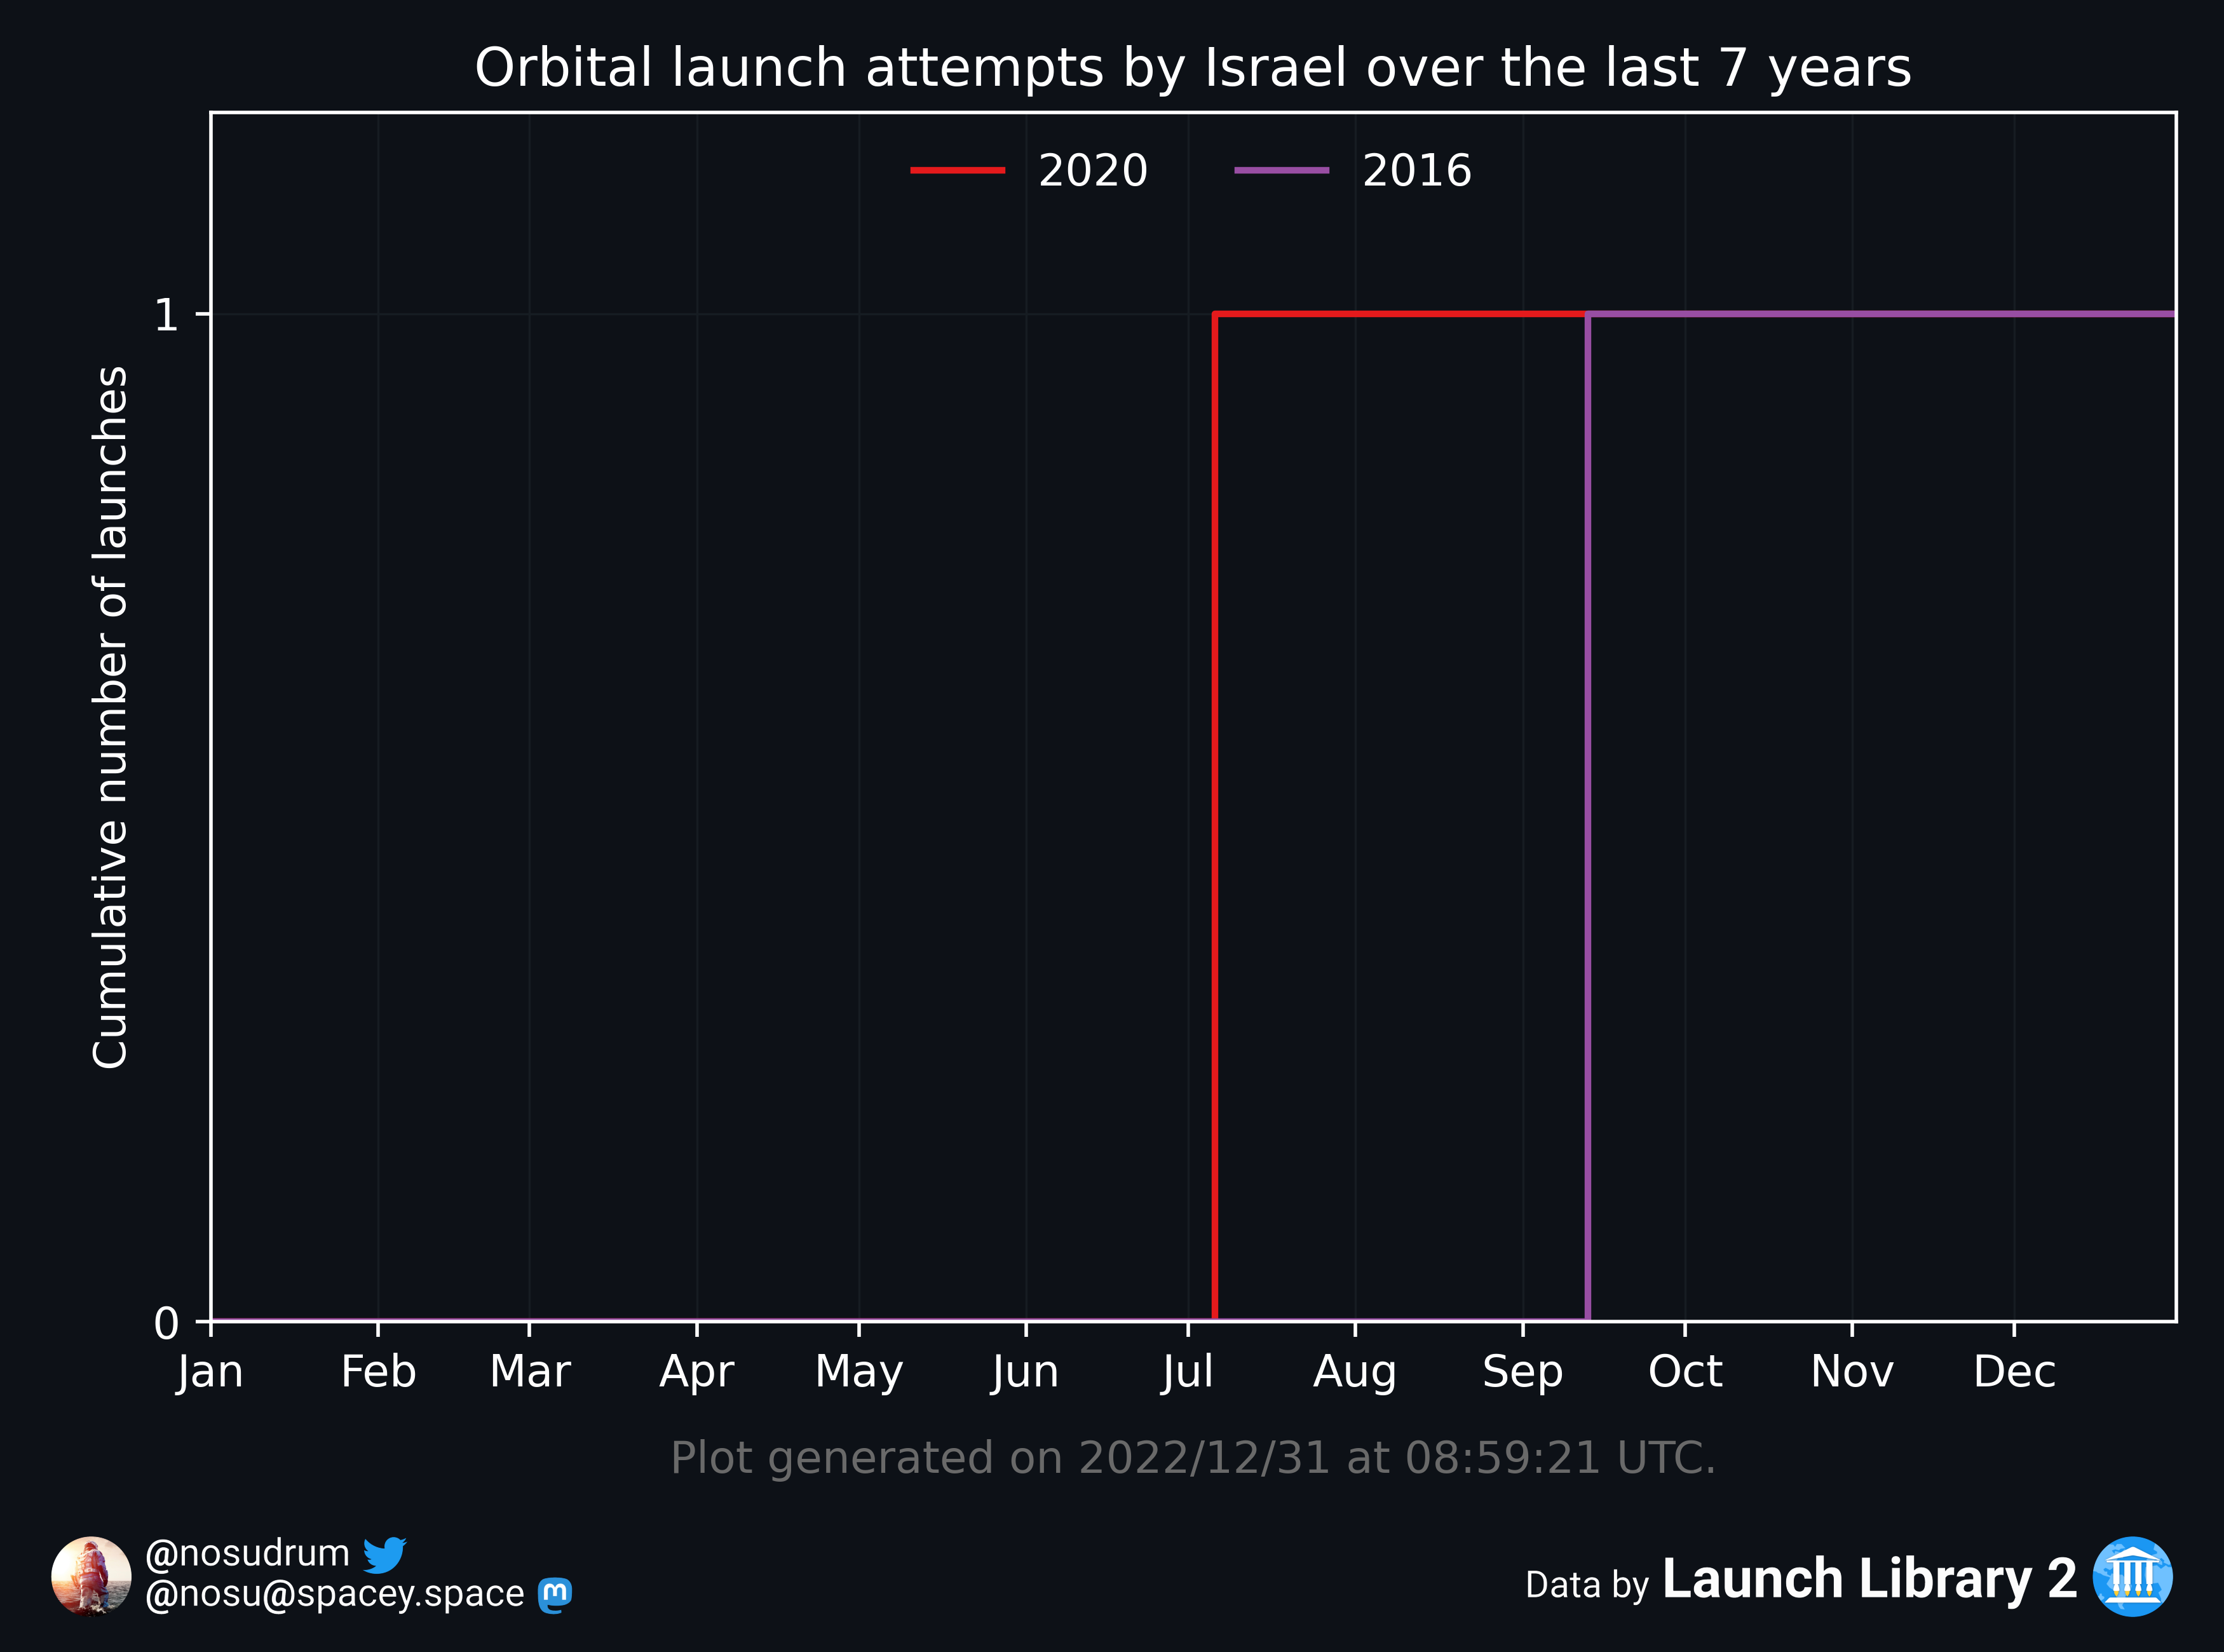 Orbital launch attempts by Israel over the last 7 years
2020 2016
Cumulative number of launches
1
0
Jan Feb Mar Apr May Jun Jul Aug Sep Oct Nov Dec
Plot generated on 2022/12/31 at 08:59:21 UTC.
@nosudrum
@nosu@spacey.space
Data by Launch Library 2